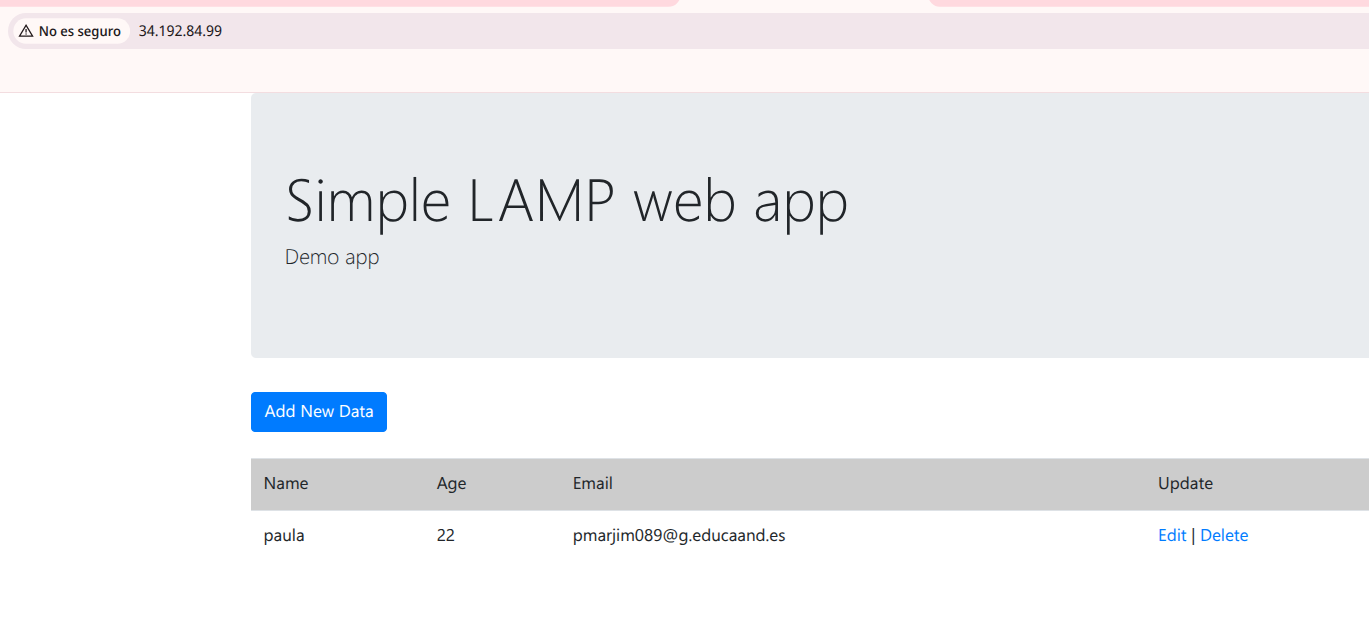 No es seguro 34.192.84.99
Simple LAMP web app
Demo app
Add New Data
Name Age Email Update
paula 22 pmarjim089@g.educaand.es Edit | Delete